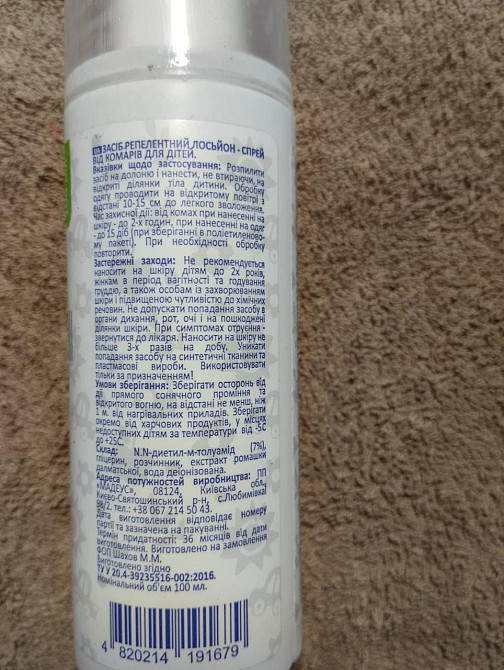 ЗАСІБ РЕПЕЛЕНТНИЙ ЛОСЬЙОН - СПРЕЙ
ВІД КОМАРІВ ДЛЯ ДІТЕЙ.
Вказівки щодо застосування: Розпилити
засіб на долоню і нанести, не втираючи, на
відкриті ділянки тіла дитини. Обробку
одягу проводити на відкритому повітрі з
відстані 10-15 см до легкого зволоження.
Час захисної дії: від комах при нанесенні на
шкіру - до 2-х годин, при нанесенні на одяг
- до 15 діб (при зберіганні в поліетиленово-
му пакеті). При необхідності обробку
повторити.
Застережні заходи: Не рекомендується
наносити на шкіру дітям до 2х років,
жінкам в період вагітності та годування
груддю, а також особам із захворюванням
шкіри і підвищеною чутливістю до хімічних
речовин. Не допускати попадання засобу в
органи дихання, рот, очі і на пошкоджені
ділянки шкіри. При симптомах отруєння -
звернутися до лікаря. Наносити на шкіру не
більше 3-х разів на добу. Уникати
попадання засобу на синтетичні тканини та
пластмасові вироби. Використовувати
тільки за призначенням!
Умови зберігання: Зберігати осторонь від
дії прямого сонячного проміння та
відкритого вогню, на відстані не менш, ніж
1 м. від нагрівальних приладів. Зберігати
окремо від харчових продуктів, у місцях
недоступних дітям за температури від -5С
до +25С.
Склад: N.N-диетил-м-толуамід (7%),
гліцерин, розчинник, екстракт ромашки
далматської, вода деіонізована.
Адреса потужностей виробництва: ПП
«МАДЕУС», 08124, Київська обл.,
Києво-Святошинський р-н, с.Любимівка
98/2. тел.: +38 067 214 50 43.
Дата виготовлення відповідає номеру
партії та зазначена на пакуванні.
Термін придатності: 36 місяців від дати
виготовлення. Виготовлено на замовлення
ФОП Шахов М.М.
Виготовлено згідно
ТУ У 20.4-39235516-002:2016.
Номінальний об'єм 100 мл.
4 820214 191679